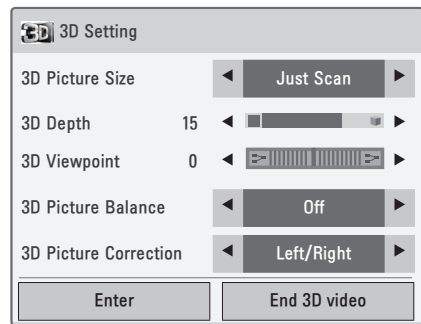 3D 3D Setting
3D Picture Size Just Scan
3D Depth 15
3D Viewpoint 0
3D Picture Balance Off
3D Picture Correction Left/Right
Enter End 3D video